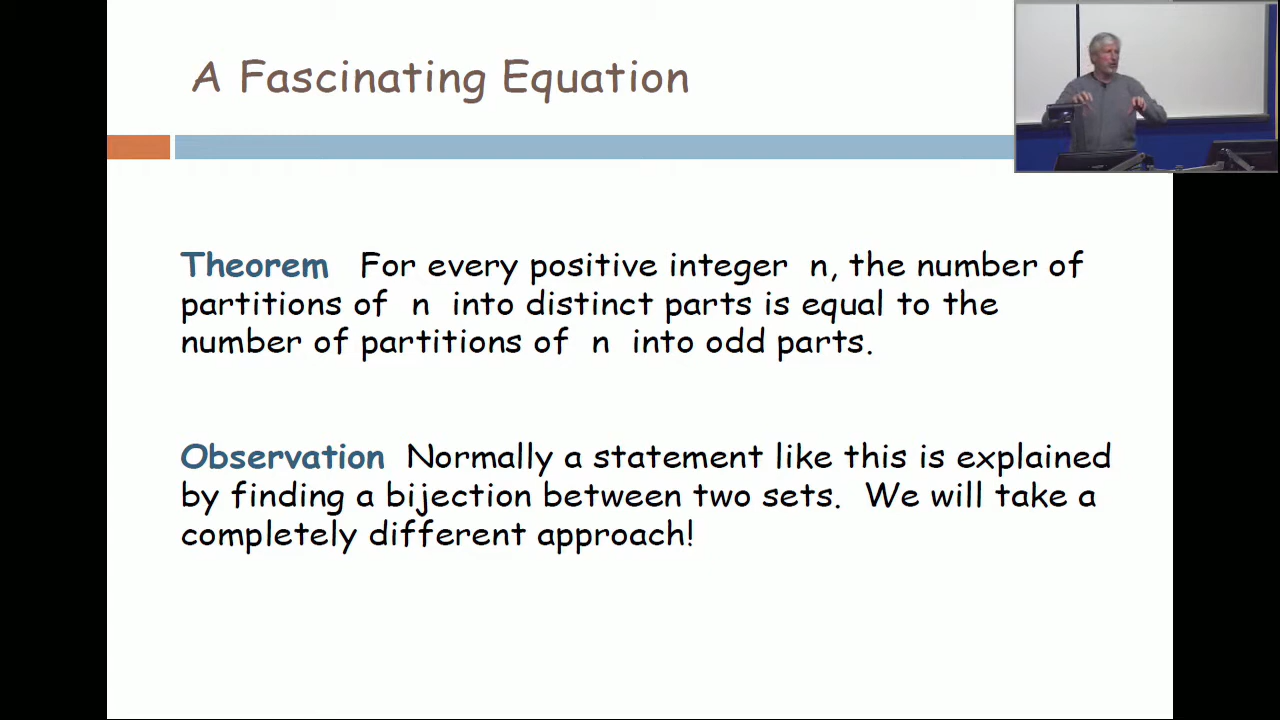 A Fascinating Equation
Theorem For every positive integer n, the number of
partitions of n into distinct parts is equal to the
number of partitions of n into odd parts.
Observation Normally a statement like this is explained
by finding a bijection between two sets. We will take a
completely different approach!